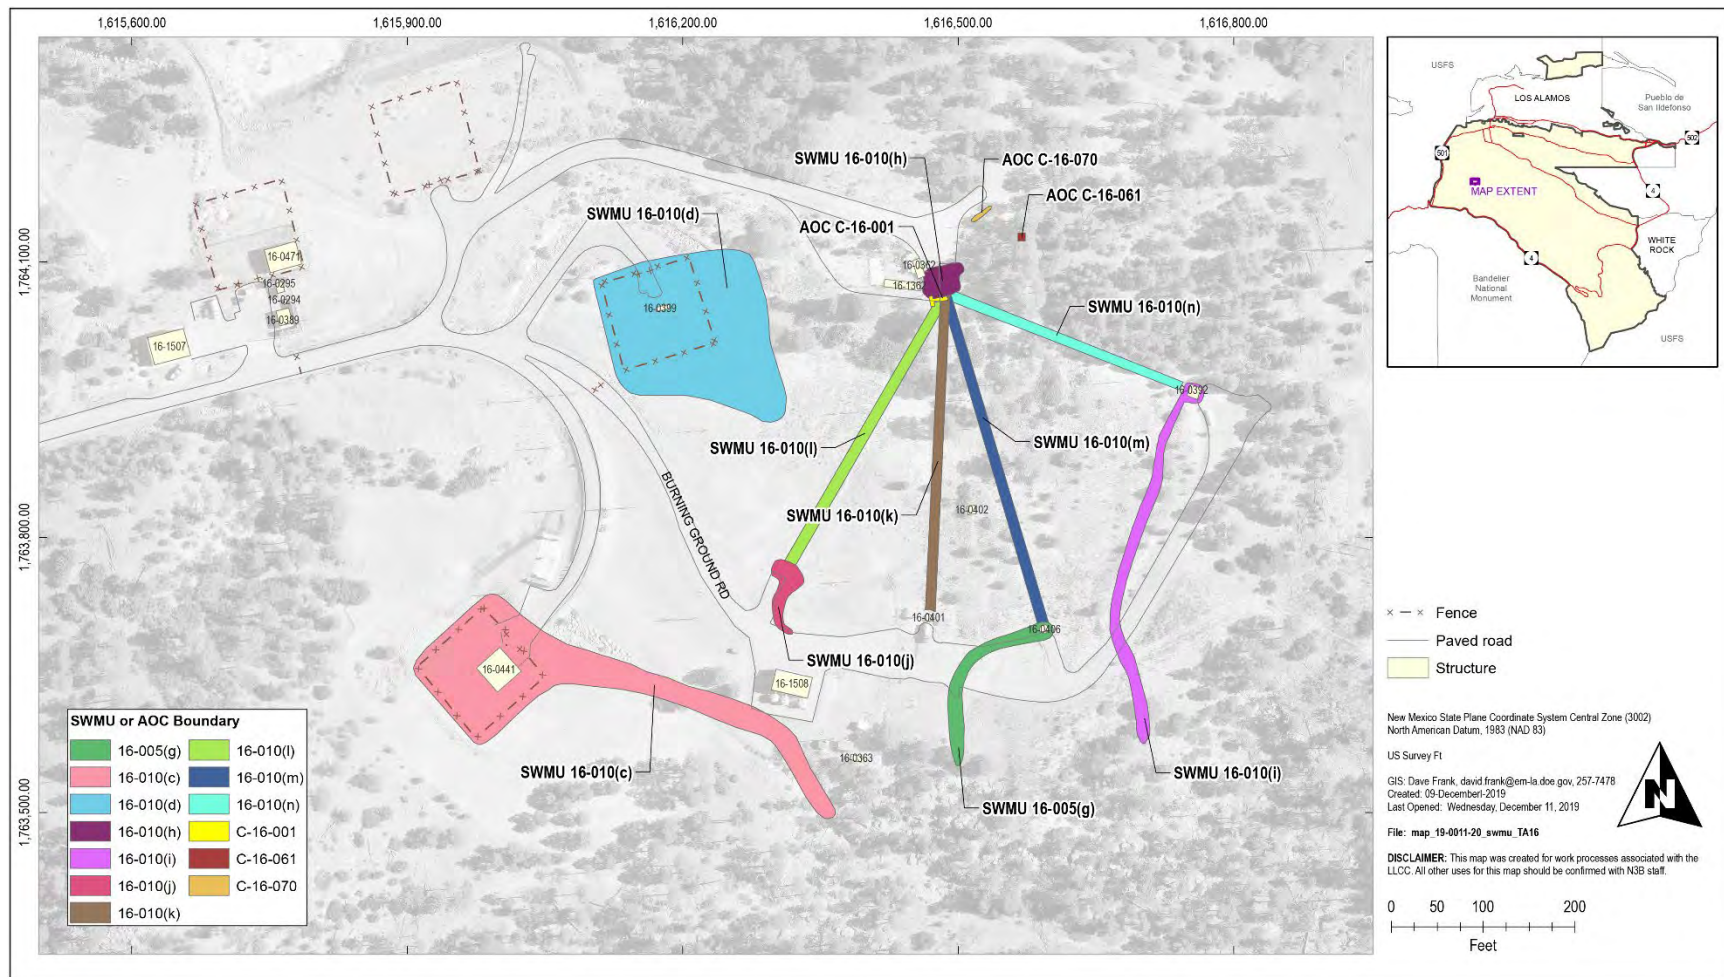 1,615,600.00
1,615,900.00
1,616,200.00
1,616,500.00
1,616,800.00
1,764,100.00
1,763,800.00
1,763,500.00
SWMU 16-010(h)
AOC C-16-070
AOC C-16-061
SWMU 16-010(d)
AOC C-16-001
16-0471
16-0295
16-0294
16-0389
16-1507
16-0399
16-0362
16-1362
SWMU 16-010(n)
16-0392
SWMU 16-010(l)
SWMU 16-010(m)
BURNING GROUND RD
SWMU 16-010(k)
16-0402
16-0401
16-0406
SWMU 16-010(j)
16-0441
16-1508
16-0363
SWMU 16-010(c)
SWMU 16-010(i)
SWMU 16-005(g)
SWMU or AOC Boundary
16-005(g)
16-010(c)
16-010(d)
16-010(h)
16-010(i)
16-010(j)
16-010(k)
16-010(l)
16-010(m)
16-010(n)
C-16-001
C-16-061
C-16-070
USFS
LOS ALAMOS
Pueblo de
San Ildefonso
502
501
4
MAP EXTENT
WHITE
ROCK
4
Bandelier
National
Monument
USFS
Fence
Paved road
Structure
New Mexico State Plane Coordinate System Central Zone (3002)
North American Datum, 1983 (NAD 83)
US Survey Ft
GIS: Dave Frank, david.frank@em-la.doe.gov, 257-7478
Created: 09-Decemberl-2019
Last Opened: Wednesday, December 11, 2019
File: map_19-0011-20_swmu_TA16
DISCLAIMER: This map was created for work processes associated with the
LLCC. All other uses for this map should be confirmed with N3B staff.
N
0 50 100 200
Feet